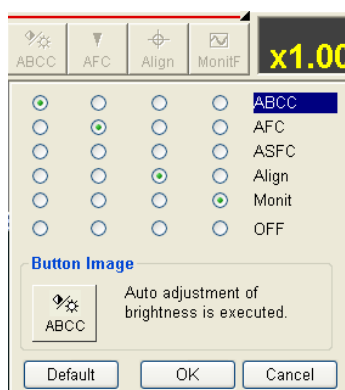 ABCC AFC Align MonitF x1.00
ABCC
AFC
ASFC
Align
Monit
OFF
Button Image
ABCC
Auto adjustment of
brightness is executed.
Default OK Cancel